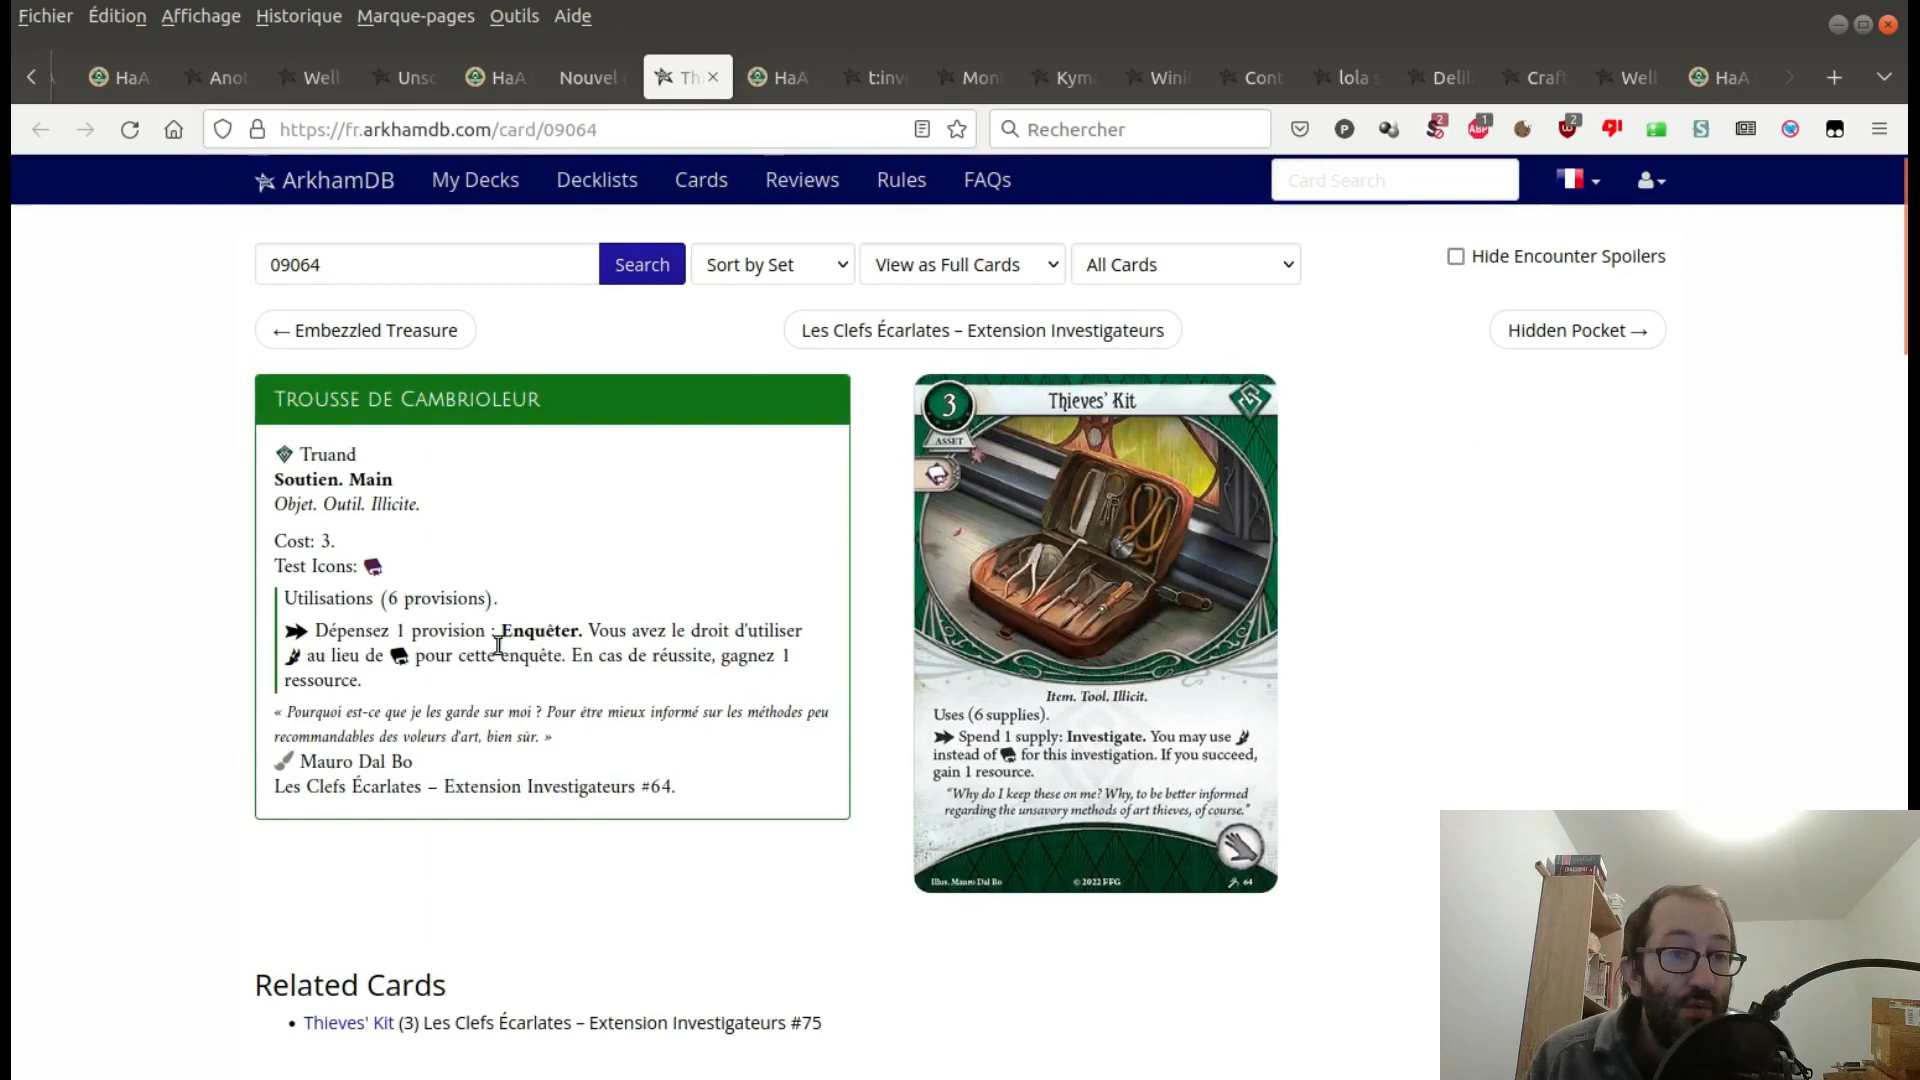 Fichier Édition Affichage Historique Marque-pages Outils Aide
HaA Anot Well Unsc HaA Nouvel Th HaA t:inv Mon Kym Wini Cont lola s Delil Craf Well HaA
https://fr.arkhamdb.com/card/09064 Rechercher
ArkhamDB My Decks Decklists Cards Reviews Rules FAQs Card Search
09064 Search Sort by Set View as Full Cards All Cards Hide Encounter Spoilers
← Embezzled Treasure Les Clefs Écarlates – Extension Investigateurs Hidden Pocket →
Trousse de Cambrioleur
Truand
Soutien. Main
Objet. Outil. Illicite.
Cost: 3.
Test Icons:
Utilisations (6 provisions).
Dépensez 1 provision : Enquêter. Vous avez le droit d'utiliser
au lieu de pour cette enquête. En cas de réussite, gagnez 1
ressource.
« Pourquoi est-ce que je les garde sur moi ? Pour être mieux informé sur les méthodes peu
recommandables des voleurs d'art, bien sûr. »
Mauro Dal Bo
Les Clefs Écarlates – Extension Investigateurs #64.
3 Thieves' Kit
ASSET
Item. Tool. Illicit.
Uses (6 supplies).
Spend 1 supply: Investigate. You may use
instead of for this investigation. If you succeed,
gain 1 resource.
"Why do I keep these on me? Why, to be better informed
regarding the unsavory methods of art thieves, of course."
Illus. Mauro Dal Bo © 2022 FFG 64
Related Cards
• Thieves' Kit (3) Les Clefs Écarlates – Extension Investigateurs #75